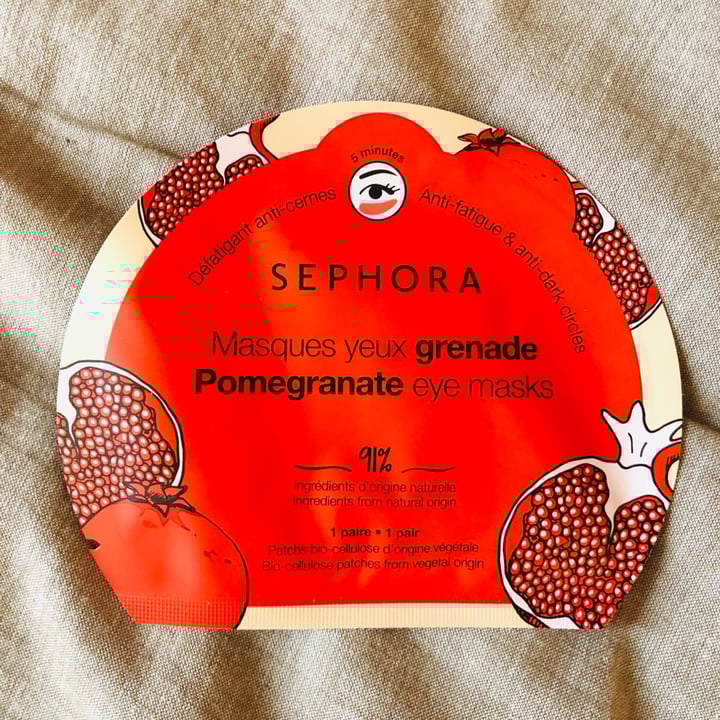 5 minutes
Défatigant anti-cernes
Anti-fatigue & anti-dark circles
SEPHORA
Masques yeux grenade
Pomegranate eye masks
91%
ingrédients d'origine naturelle
ingredients from natural origin
1 paire • 1 pair
Patchs bio-cellulose d'origine végétale
Bio-cellulose patches from vegetal origin